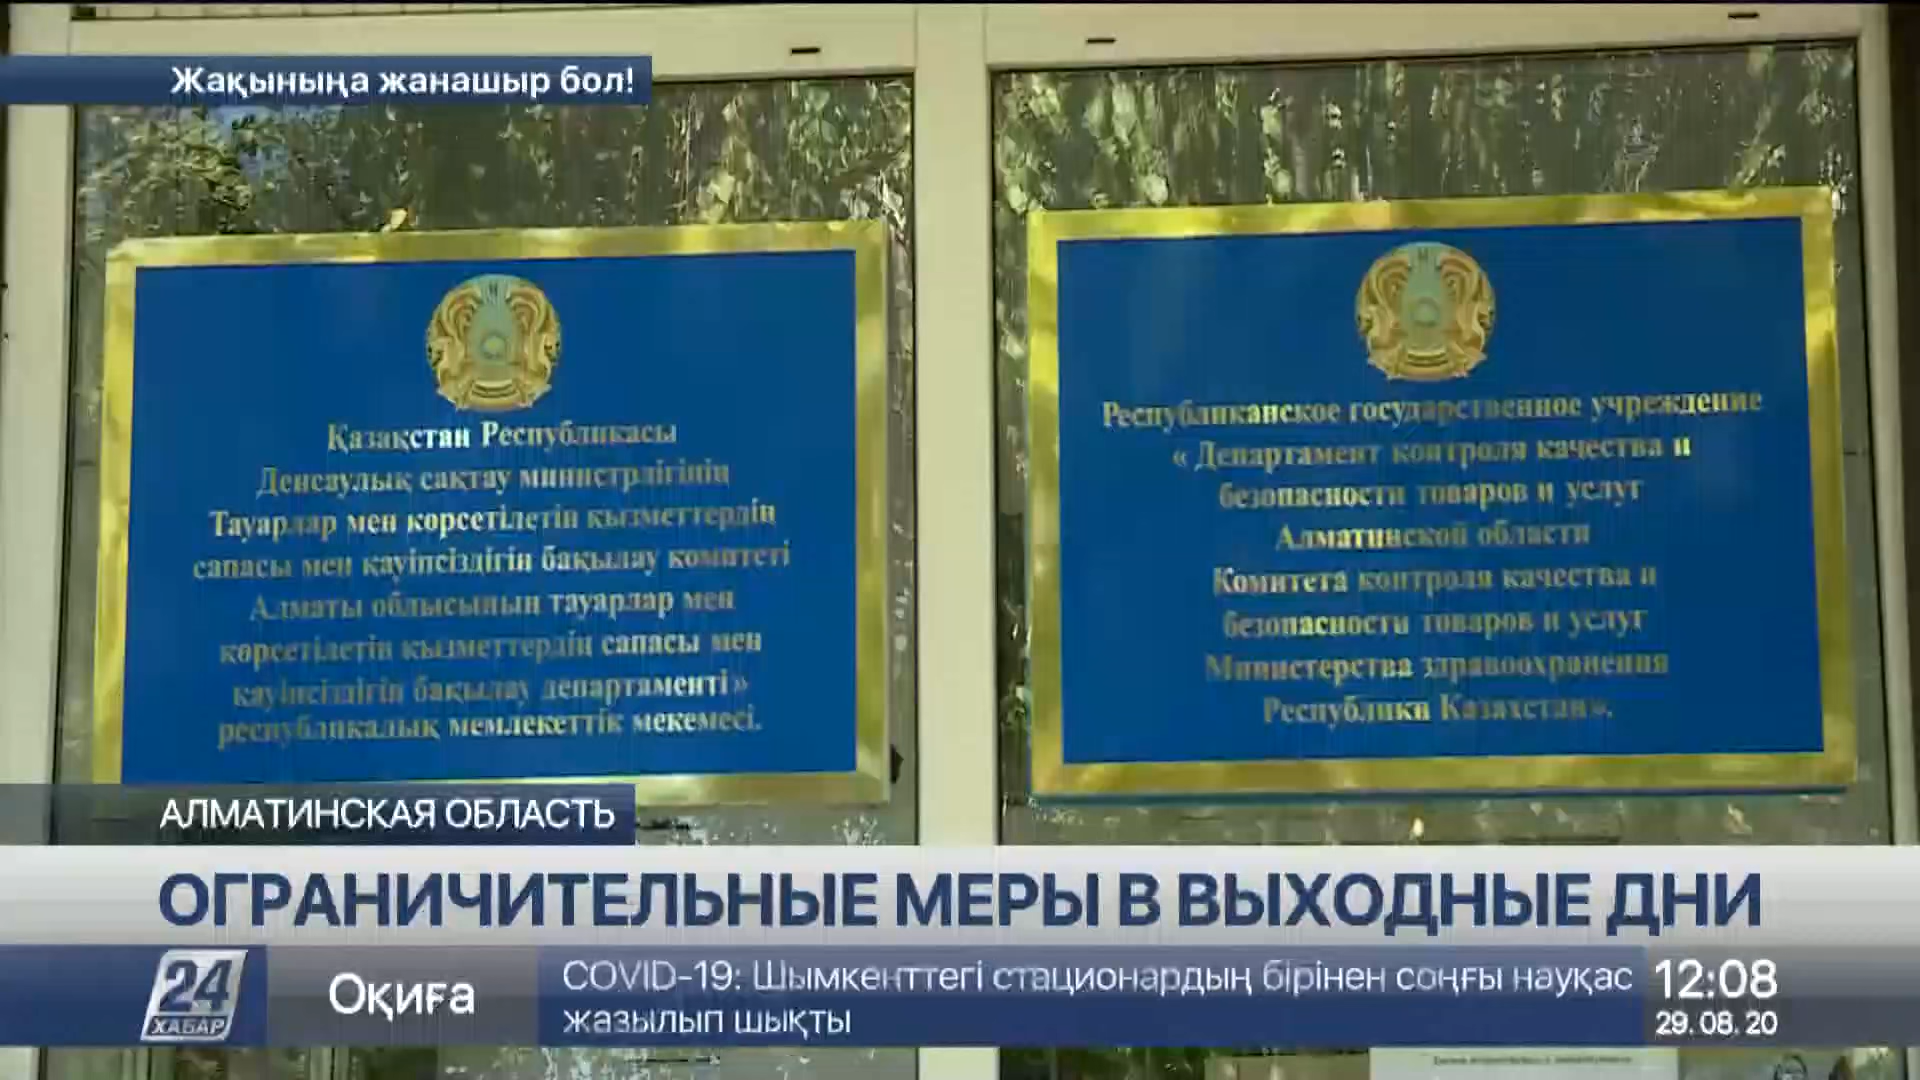 Жақыныңа жанашыр бол!
Қазақстан Республикасы
Денсаулық сақтау министрлігінің
Тауарлар мен көрсетілетін қызметтердің
сапасы мен қауіпсіздігін бақылау комитеті
Алматы облысының тауарлар мен
көрсетілетін қызметтердің сапасы мен
қауіпсіздігін бақылау департаменті»
республикалық мемлекеттік мекемесі.
Республиканское государственное учреждение
« Департамент контроля качества и
безопасности товаров и услуг
Алматинской области
Комитета контроля качества и
безопасности товаров и услуг
Министерства здравоохранения
Республики Казахстан».
АЛМАТИНСКАЯ ОБЛАСТЬ
ОГРАНИЧИТЕЛЬНЫЕ МЕРЫ В ВЫХОДНЫЕ ДНИ
24
ХАБАР
Оқиға
COVID-19: Шымкенттегі стационардың бірінен соңғы науқас
жазылып шықты
12:08
29. 08. 20